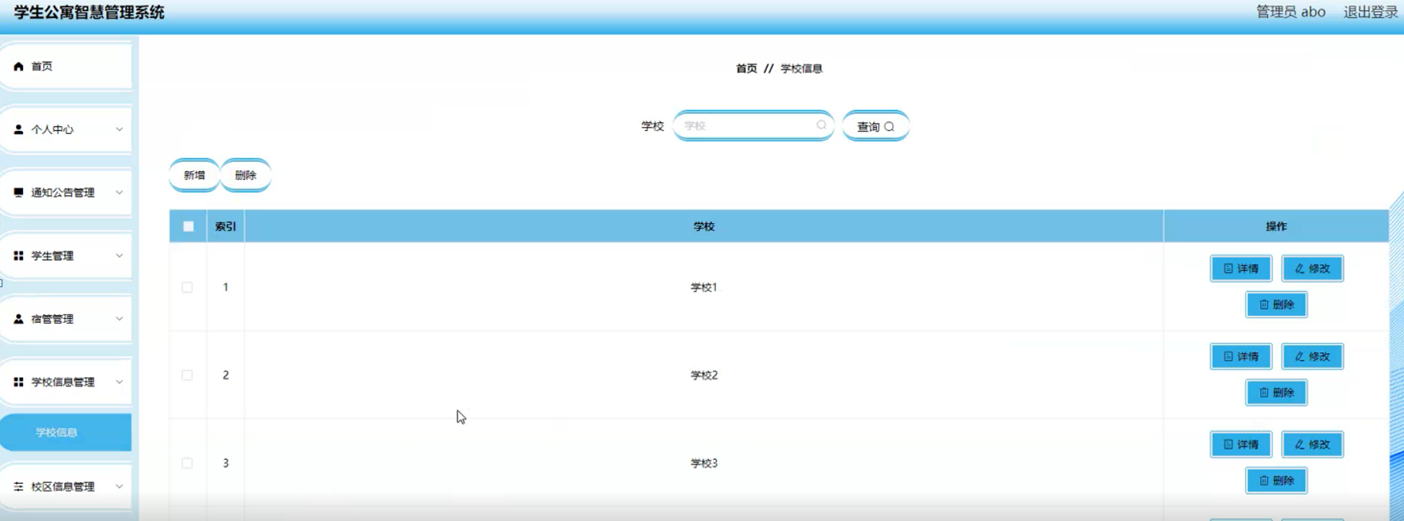 学生公寓智慧管理系统
管理员 abo 退出登录
首页
个人中心
通知公告管理
学生管理
宿管管理
学校信息管理
学校信息
校区信息管理
首页 // 学校信息
学校 学校 查询
新增 删除
索引 学校 操作
1 学校1 详情 修改
删除
2 学校2 详情 修改
删除
3 学校3 详情 修改
删除